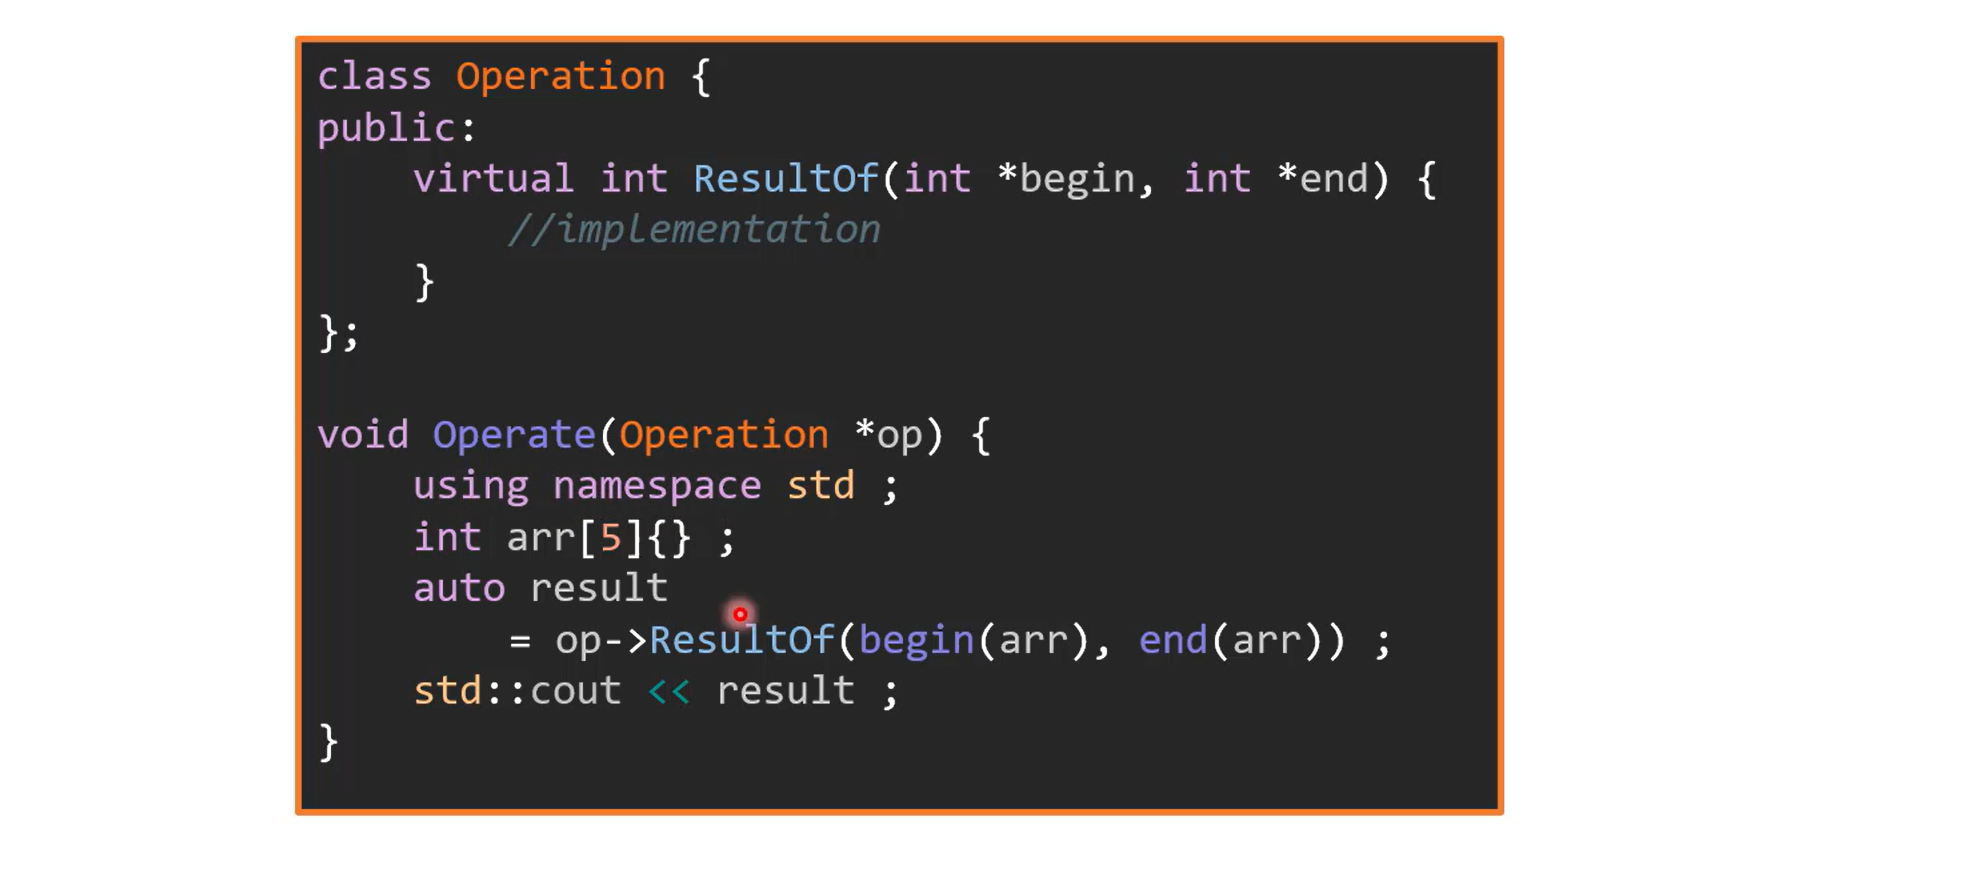 class Operation {
public:
    virtual int ResultOf(int *begin, int *end) {
        //implementation
    }
};
void Operate(Operation *op) {
    using namespace std ;
    int arr[5]{} ;
    auto result
        = op->ResultOf(begin(arr), end(arr)) ;
    std::cout << result ;
}